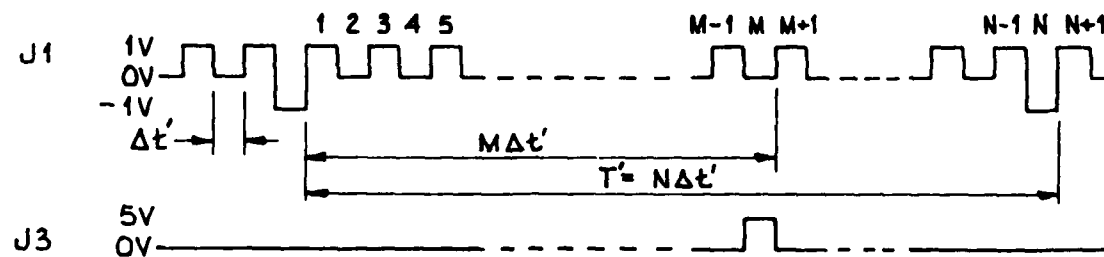 1 2 3 4 5 M-1 M M+1 N-1 N N+1
J1 1V
0V
-1V
Δt'
MΔt'
T'= NΔt'
J3 5V
0V